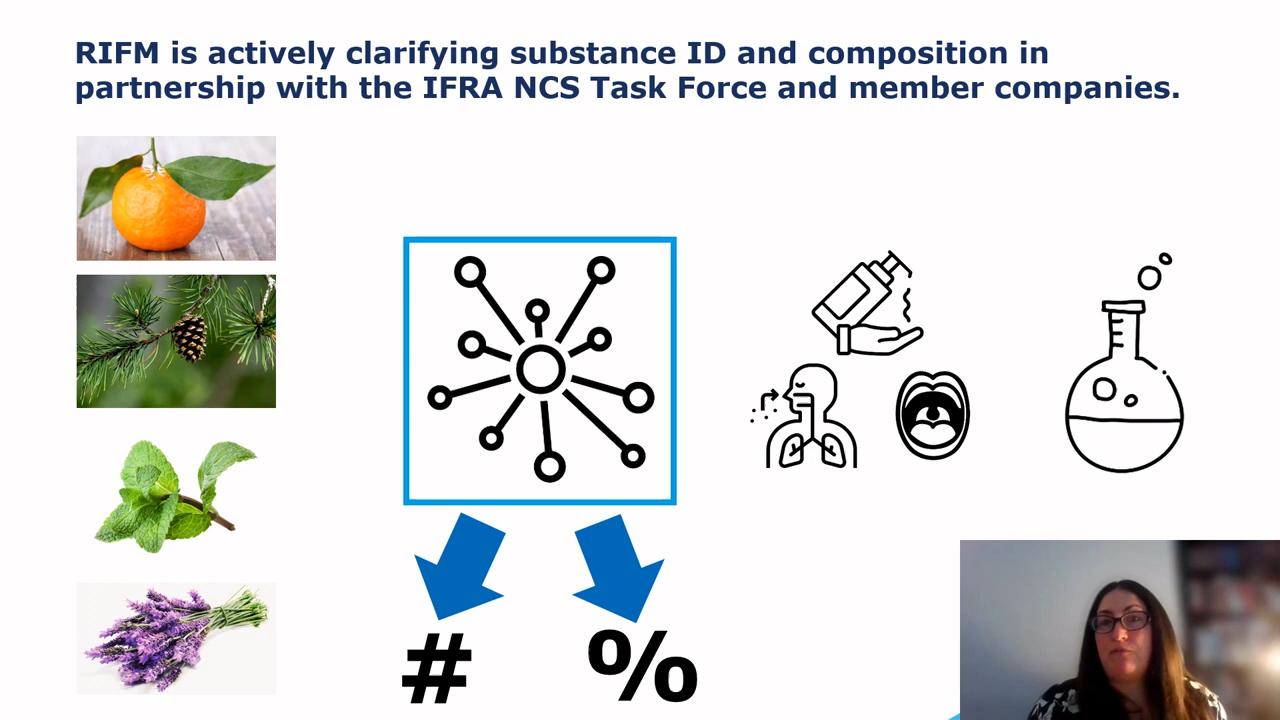 RIFM is actively clarifying substance ID and composition in
partnership with the IFRA NCS Task Force and member companies.
# %